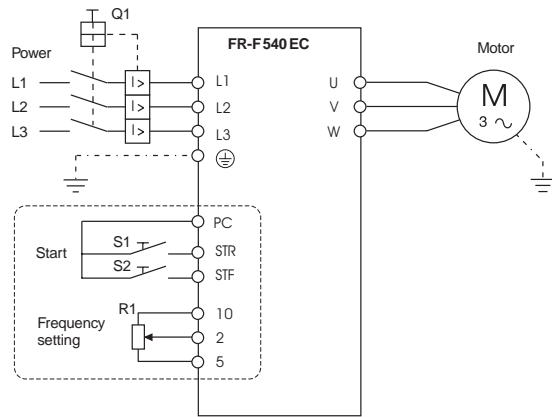 Q1
FR-F 540 EC
Power
Motor
L1 I> L1 U
L2 I> L2 V M
L3 I> L3 W 3
PC
Start S1 STR
S2 STF
R1 10
Frequency
setting 2
5